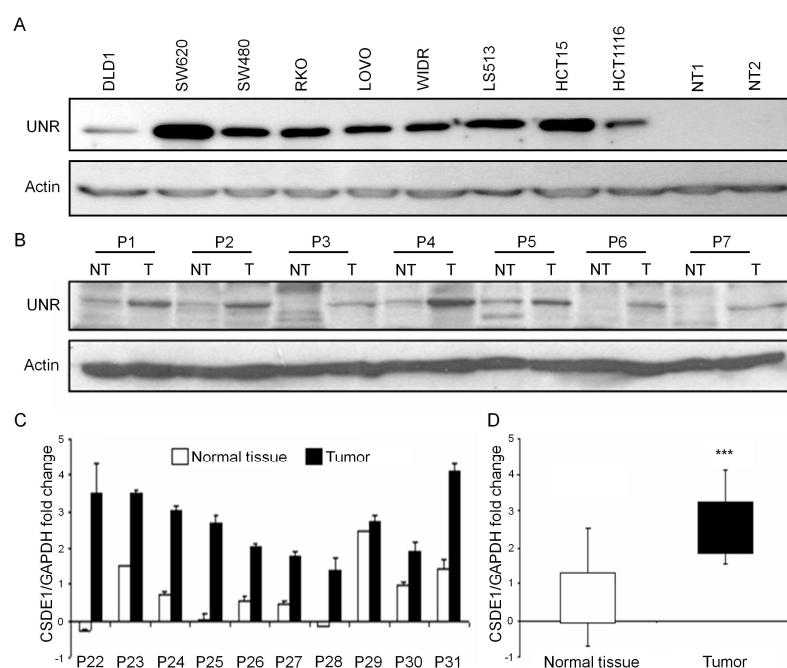 A
DLD1 SW620 SW480 RKO LOVO WIDR LS513 HCT15 HCT1116 NT1 NT2
UNR
Actin
B
P1 P2 P3 P4 P5 P6 P7
NT T NT T NT T NT T NT T NT T NT T
UNR
Actin
C
CSDE1/GAPDH fold change
5
4
3
2
1
0
-1
Normal tissue Tumor
P22 P23 P24 P25 P26 P27 P28 P29 P30 P31
D
CSDE1/GAPDH fold change
5
4
3
2
1
0
-1
***
Normal tissue Tumor